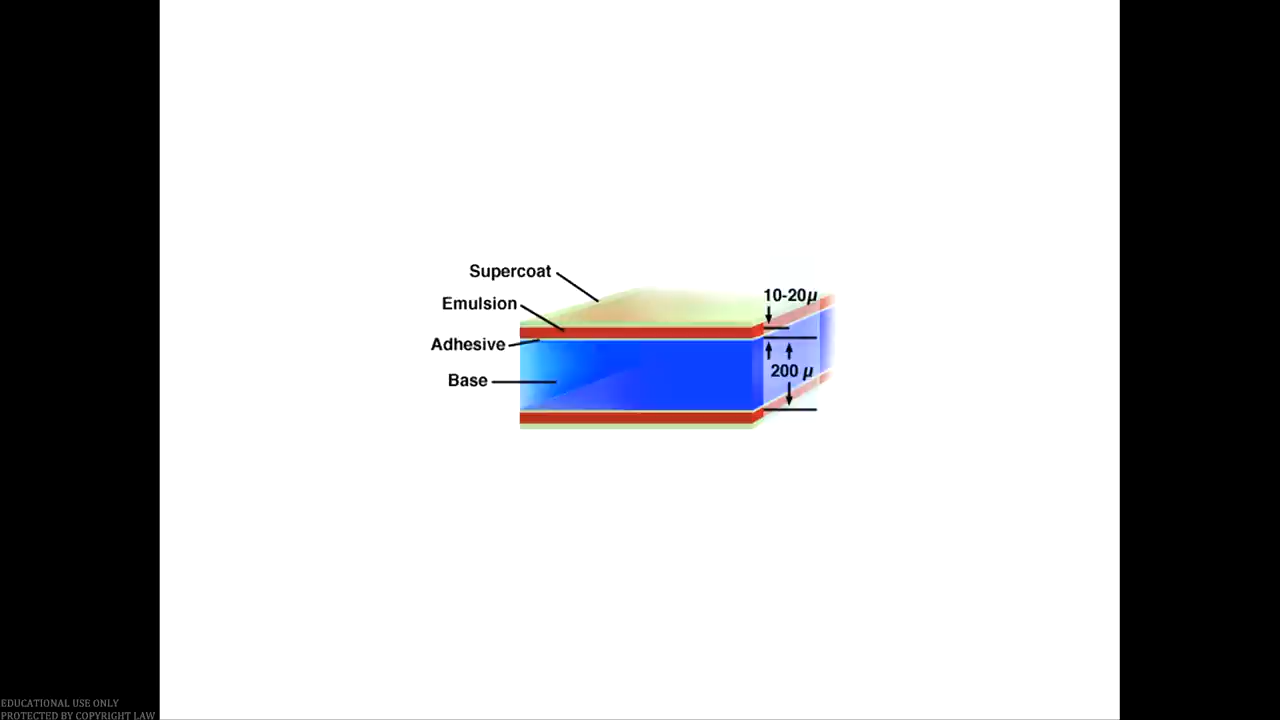 Supercoat
Emulsion
Adhesive
Base
10-20µ
200 µ
EDUCATIONAL USE ONLY
PROTECTED BY COPYRIGHT LAW